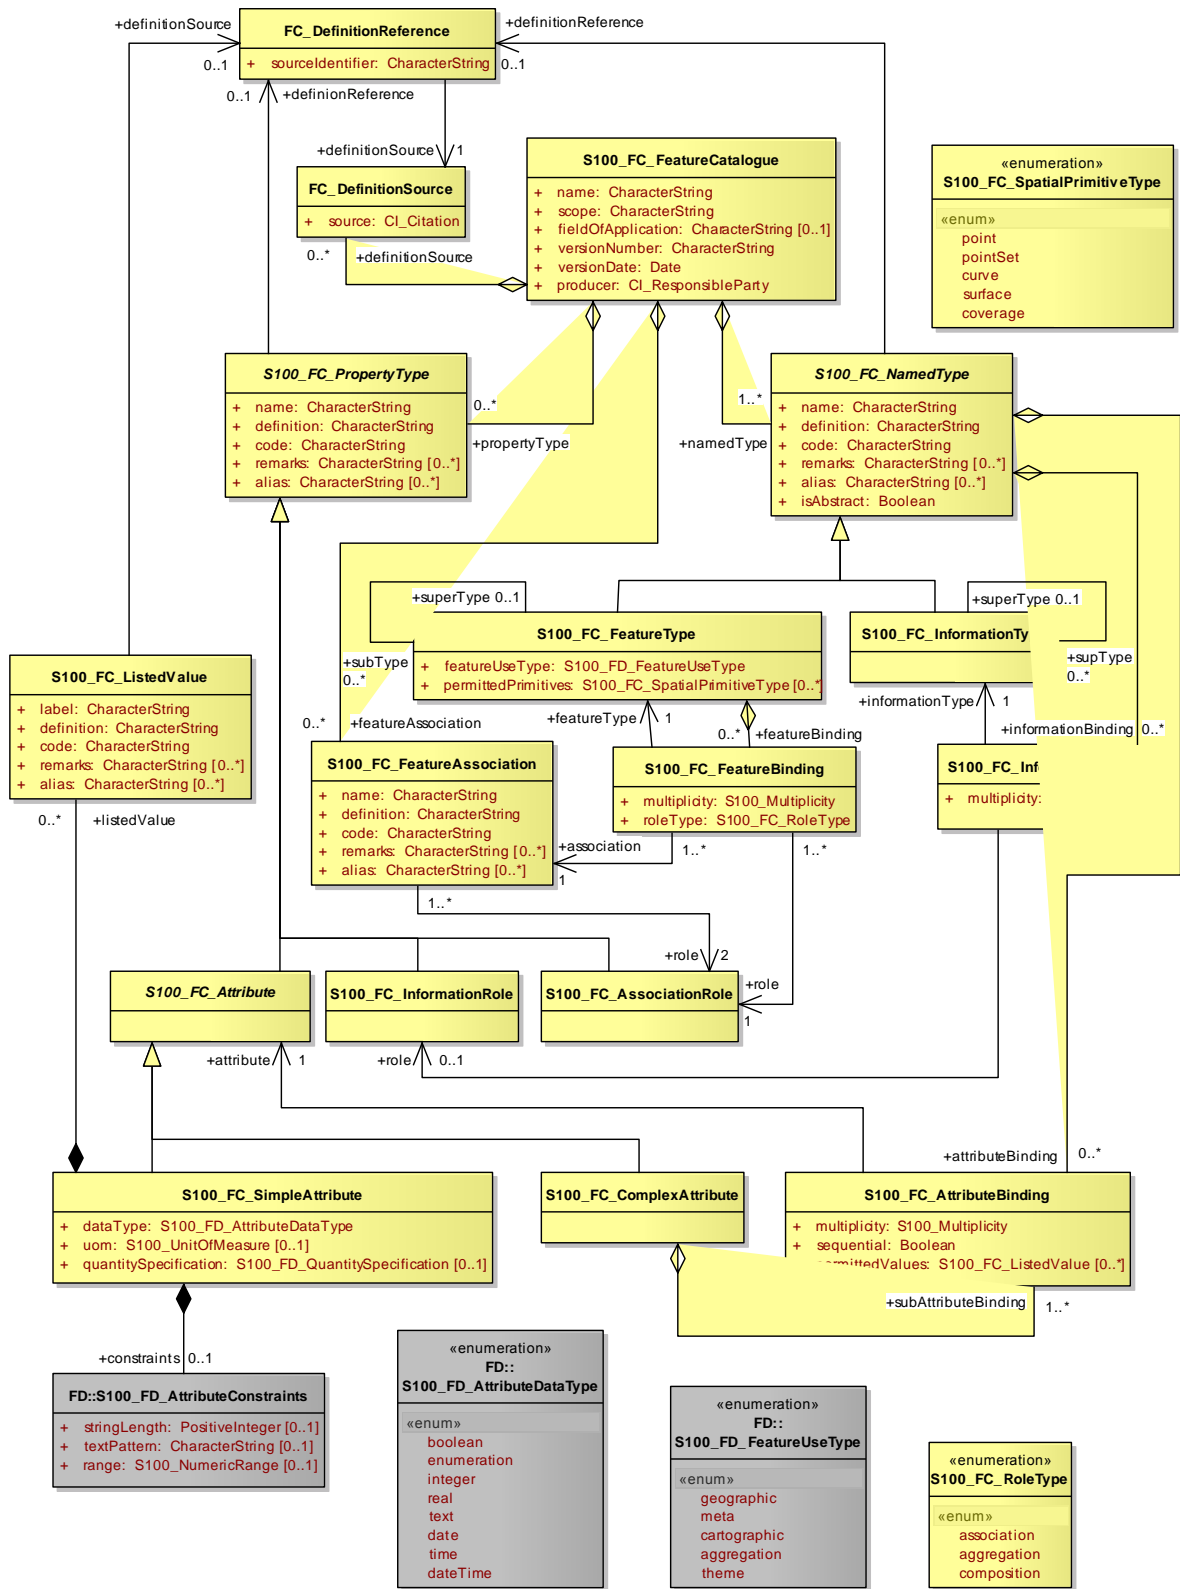 +definitionSource
0..1
FC_DefinitionReference
+ sourceIdentifier: CharacterString
+definitionReference
0..1
0..1
+definionReference
+definitionSource
1
FC_DefinitionSource
+ source: CI_Citation
0..*
+definitionSource
S100_FC_FeatureCatalogue
+ name: CharacterString
+ scope: CharacterString
+ fieldOfApplication: CharacterString [0..1]
+ versionNumber: CharacterString
+ versionDate: Date
+ producer: CI_ResponsibleParty
«enumeration»
S100_FC_SpatialPrimitiveType
«enum»
point
pointSet
curve
surface
coverage
S100_FC_PropertyType
+ name: CharacterString
+ definition: CharacterString
+ code: CharacterString
+ remarks: CharacterString [0..*]
+ alias: CharacterString [0..*]
0..*
+propertyType
1..*
+namedType
S100_FC_NamedType
+ name: CharacterString
+ definition: CharacterString
+ code: CharacterString
+ remarks: CharacterString [0..*]
+ alias: CharacterString [0..*]
+ isAbstract: Boolean
+superType 0..1
+subType
0..*
S100_FC_FeatureType
+ featureUseType: S100_FD_FeatureUseType
+ permittedPrimitives: S100_FC_SpatialPrimitiveType [0..*]
+superType 0..1
S100_FC_InformationTy
+supType
0..*
+informationType
1
+informationBinding 0..*
S100_FC_Inf
+ multiplicity:
S100_FC_ListedValue
+ label: CharacterString
+ definition: CharacterString
+ code: CharacterString
+ remarks: CharacterString [0..*]
+ alias: CharacterString [0..*]
0..*
+listedValue
0..*
+featureAssociation
+featureType
1
0..*
+featureBinding
S100_FC_FeatureAssociation
+ name: CharacterString
+ definition: CharacterString
+ code: CharacterString
+ remarks: CharacterString [0..*]
+ alias: CharacterString [0..*]
S100_FC_FeatureBinding
+ multiplicity: S100_Multiplicity
+ roleType: S100_FC_RoleType
+association
1
1..*
1..*
1..*
+role
2
+role
1
S100_FC_Attribute
S100_FC_InformationRole
S100_FC_AssociationRole
+attribute
1
+role
0..1
+attributeBinding
0..*
S100_FC_SimpleAttribute
+ dataType: S100_FD_AttributeDataType
+ uom: S100_UnitOfMeasure [0..1]
+ quantitySpecification: S100_FD_QuantitySpecification [0..1]
S100_FC_ComplexAttribute
S100_FC_AttributeBinding
+ multiplicity: S100_Multiplicity
+ sequential: Boolean
permittedValues: S100_FC_ListedValue [0..*]
+subAttributeBinding
1..*
+constraints
0..1
FD::S100_FD_AttributeConstraints
+ stringLength: PositiveInteger [0..1]
+ textPattern: CharacterString [0..1]
+ range: S100_NumericRange [0..1]
«enumeration»
FD::
S100_FD_AttributeDataType
«enum»
boolean
enumeration
integer
real
text
date
time
dateTime
«enumeration»
FD::
S100_FD_FeatureUseType
«enum»
geographic
meta
cartographic
aggregation
theme
«enumeration»
S100_FC_RoleType
«enum»
association
aggregation
composition